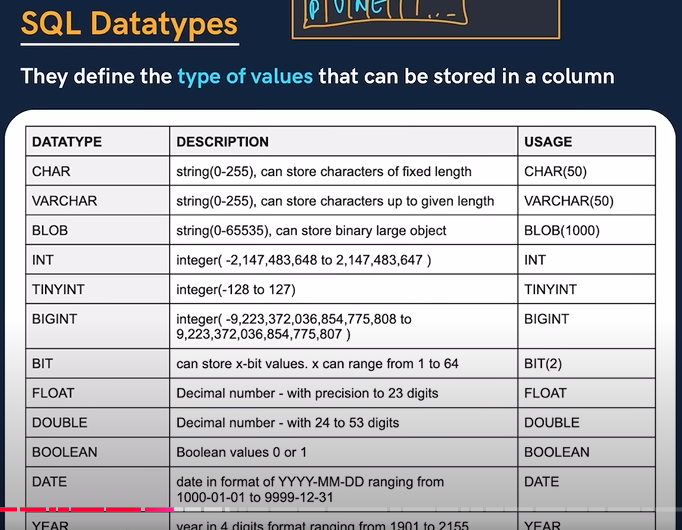 SQL Datatypes
They define the type of values that can be stored in a column
DATATYPE DESCRIPTION USAGE
CHAR string(0-255), can store characters of fixed length CHAR(50)
VARCHAR string(0-255), can store characters up to given length VARCHAR(50)
BLOB string(0-65535), can store binary large object BLOB(1000)
INT integer( -2,147,483,648 to 2,147,483,647 ) INT
TINYINT integer(-128 to 127) TINYINT
BIGINT integer( -9,223,372,036,854,775,808 to BIGINT
9,223,372,036,854,775,807 )
BIT can store x-bit values. x can range from 1 to 64 BIT(2)
FLOAT Decimal number - with precision to 23 digits FLOAT
DOUBLE Decimal number - with 24 to 53 digits DOUBLE
BOOLEAN Boolean values 0 or 1 BOOLEAN
DATE date in format of YYYY-MM-DD ranging from DATE
1000-01-01 to 9999-12-31
YEAR year in 4 digits format ranging from 1901 to 2155 YEAR